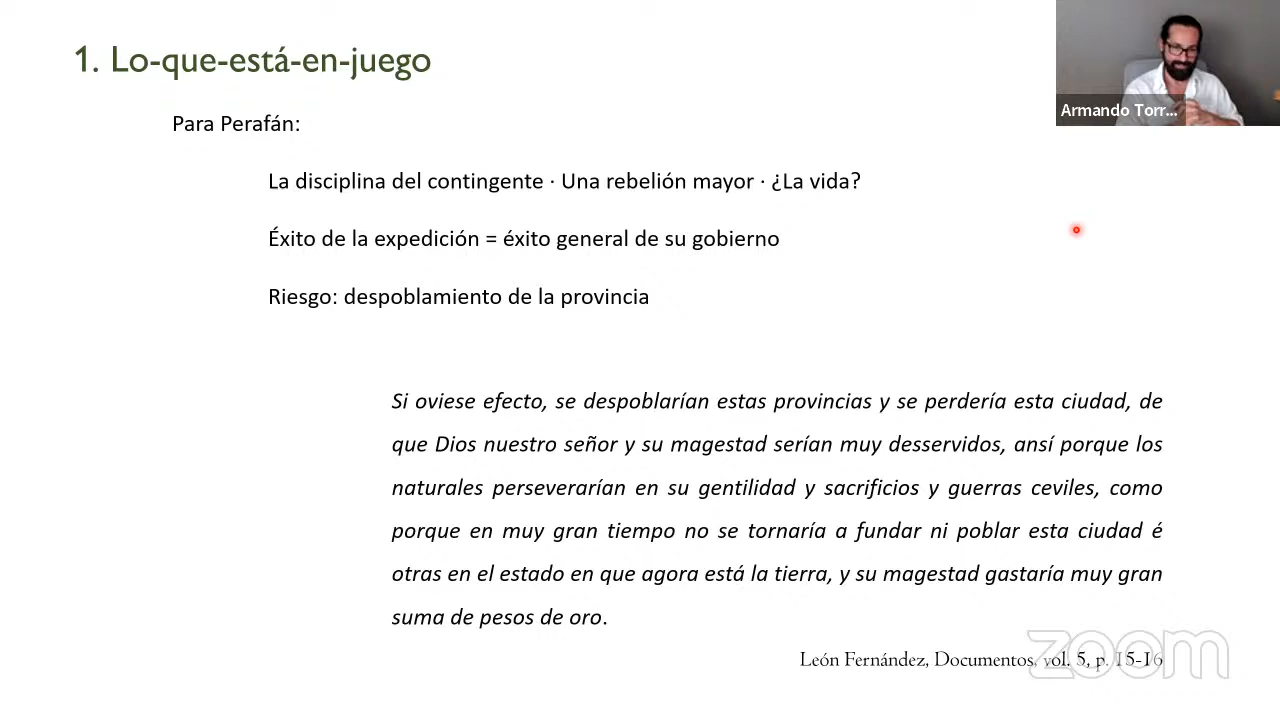 1. Lo-que-está-en-juego
Armando Torr...
Para Perafán:
La disciplina del contingente · Una rebelión mayor · ¿La vida?
Éxito de la expedición = éxito general de su gobierno
Riesgo: despoblamiento de la provincia
Si oviese efecto, se despoblarían estas provincias y se perdería esta ciudad, de
que Dios nuestro señor y su magestad serían muy desservidos, ansí porque los
naturales perseverarían en su gentilidad y sacrificios y guerras ceviles, como
porque en muy gran tiempo no se tornaría a fundar ni poblar esta ciudad é
otras en el estado en que agora está la tierra, y su magestad gastaría muy gran
suma de pesos de oro.
León Fernández, Documentos, vol. 5, p. 15-16
zoom